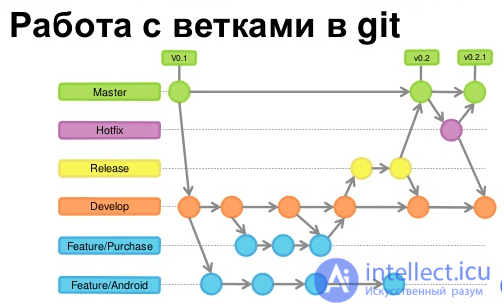 Работа с ветками в git
V0.1
v0.2
v0.2.1
Master
Hotfix
Release
Develop
Feature/Purchase
Feature/Android
intellect.icu
Искусственный разум